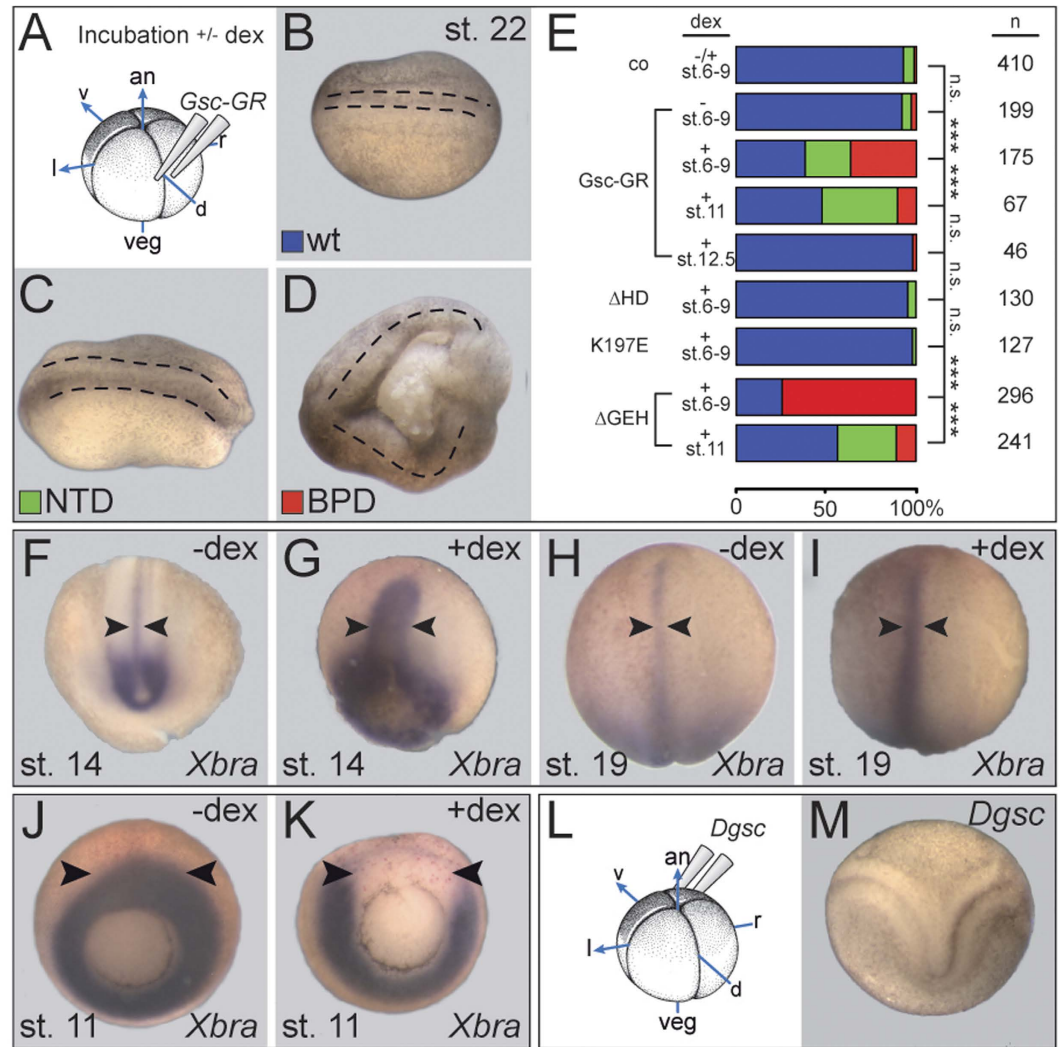 A
Incubation +/- dex
an
Gsc-GR
v
r
l
d
veg
B
st. 22
wt
C
NTD
D
BPD
E
dex
n
co
-/+
st.6-9
410
n.s.
Gsc-GR
-
st.6-9
199
***
+
st.6-9
175
***
+
st.11
67
n.s.
+
st.12.5
46
n.s.
ΔHD
+
st.6-9
130
n.s.
K197E
+
st.6-9
127
***
ΔGEH
+
st.6-9
296
***
+
st.11
241
0 50 100%
F
-dex
st. 14
Xbra
G
+dex
st. 14
Xbra
H
-dex
st. 19
Xbra
I
+dex
st. 19
Xbra
J
-dex
st. 11
Xbra
K
+dex
st. 11
Xbra
L
Dgsc
an
v
r
l
d
veg
M
Dgsc